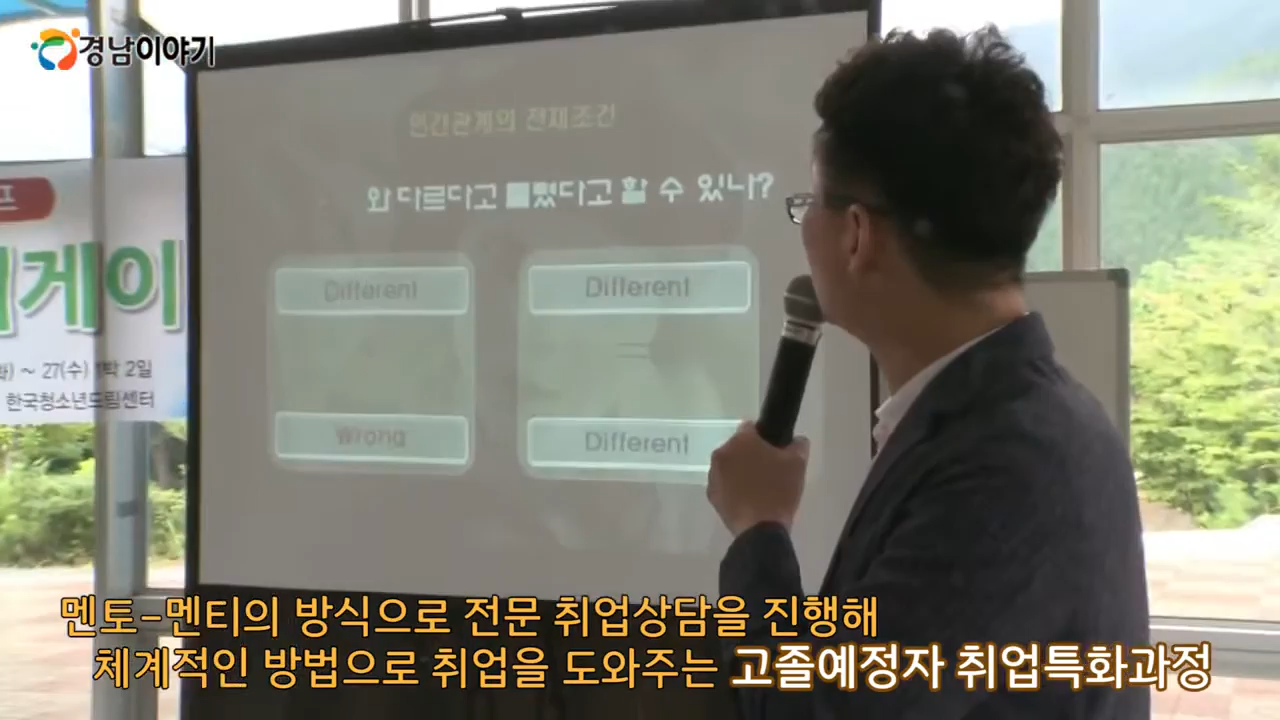 경남이야기
인간관계의 전제조건
와 다르다고 틀렸다고 할 수 있나?
Different
Wrong
Different
=
Different
프
게이
~ 27(수) 1박 2일
한국청소년드림센터
멘토-멘티의 방식으로 전문 취업상담을 진행해
체계적인 방법으로 취업을 도와주는 고졸예정자 취업특화과정